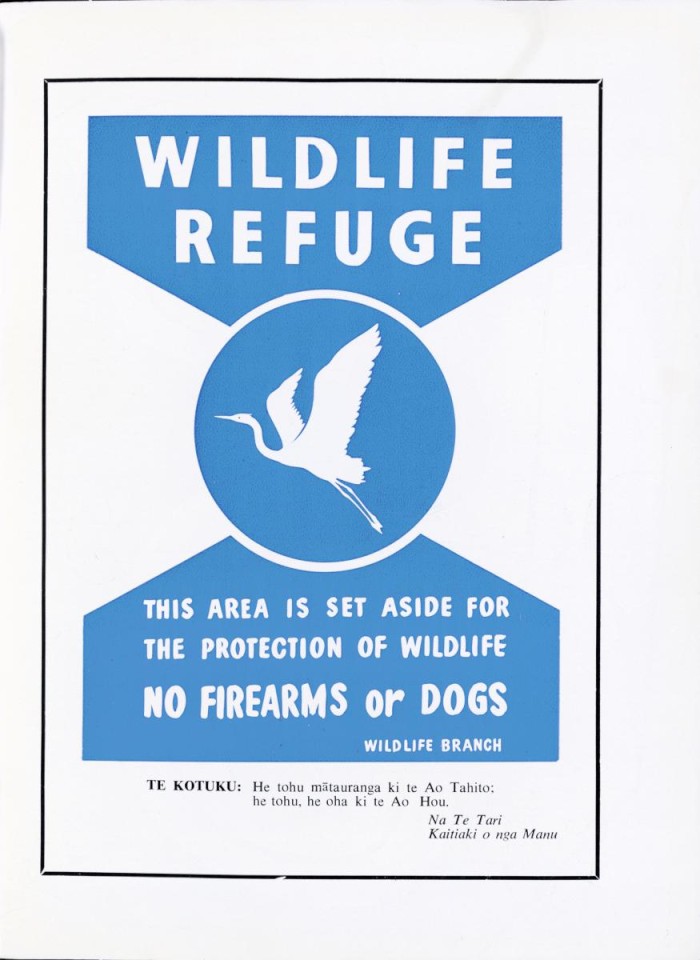 WILDLIFE
REFUGE
THIS AREA IS SET ASIDE FOR
THE PROTECTION OF WILDLIFE
NO FIREARMS or DOGS
WILDLIFE BRANCH
TE KOTUKU: He tohu mātauranga ki te Ao Tahito;
he tohu, he oha ki te Ao Hou.
Na Te Tari
Kaitiaki o nga Manu